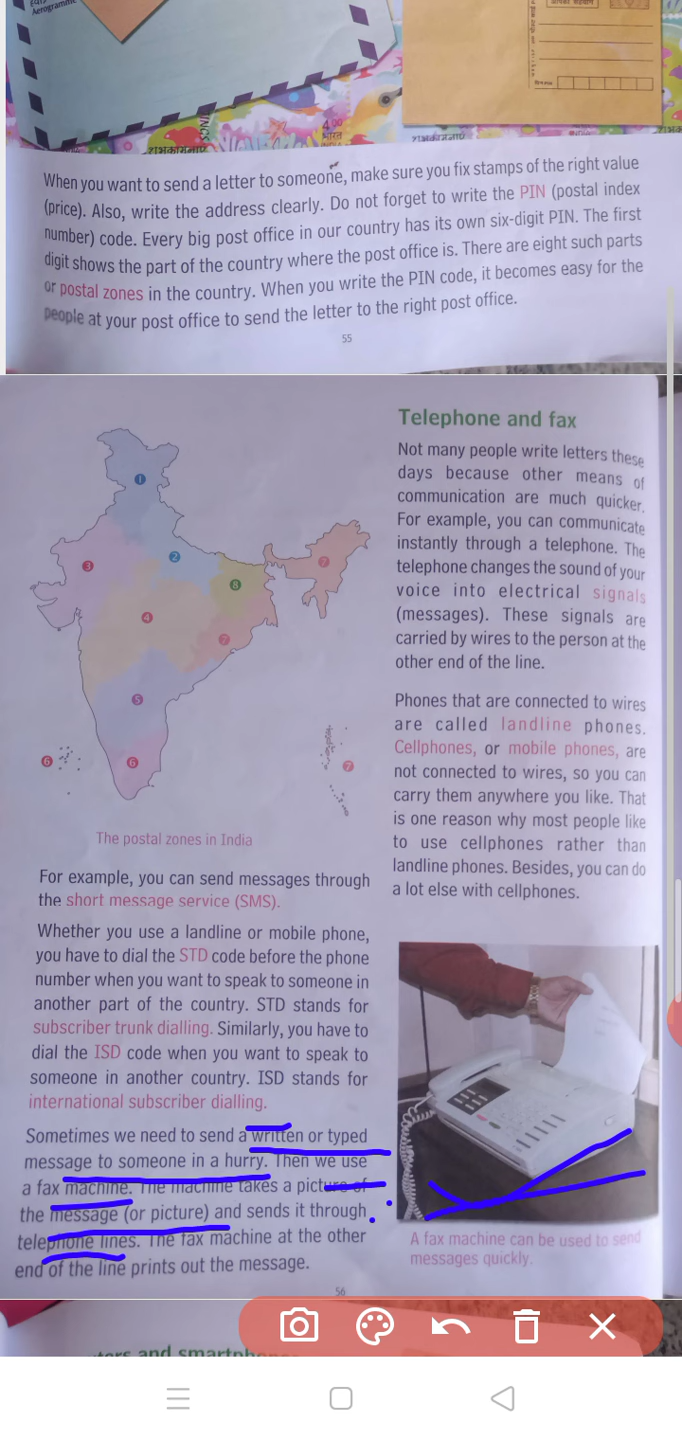 Aerogramme
4.00
भारत
When you want to send a letter to someone, make sure you fix stamps of the right value
(price). Also, write the address clearly. Do not forget to write the PIN (postal index
number) code. Every big post office in our country has its own six-digit PIN. The first
digit shows the part of the country where the post office is. There are eight such parts
or postal zones in the country. When you write the PIN code, it becomes easy for the
people at your post office to send the letter to the right post office.
55
1
2
3
7
8
4
7
5
6
6
7
The postal zones in India
For example, you can send messages through
the short message service (SMS).
Whether you use a landline or mobile phone,
you have to dial the STD code before the phone
number when you want to speak to someone in
another part of the country. STD stands for
subscriber trunk dialling. Similarly, you have to
dial the ISD code when you want to speak to
someone in another country. ISD stands for
international subscriber dialling.
Sometimes we need to send a written or typed
message to someone in a hurry. Then we use
a fax machine. The machine takes a picture of
the message (or picture) and sends it through
telephone lines. The fax machine at the other
end of the line prints out the message.
Telephone and fax
Not many people write letters these
days because other means of
communication are much quicker.
For example, you can communicate
instantly through a telephone. The
telephone changes the sound of your
voice into electrical signals
(messages). These signals are
carried by wires to the person at the
other end of the line.
Phones that are connected to wires
are called landline phones.
Cellphones, or mobile phones, are
not connected to wires, so you can
carry them anywhere you like. That
is one reason why most people like
to use cellphones rather than
landline phones. Besides, you can do
a lot else with cellphones.
A fax machine can be used to send
messages quickly.
56